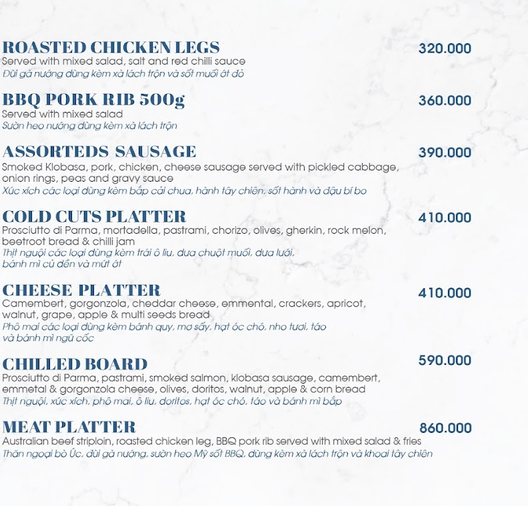 ROASTED CHICKEN LEGS 320.000
Served with mixed salad, salt and red chilli sauce
Đùi gà nướng dùng kèm xà lách trộn và sốt muối ớt đỏ
BBQ PORK RIB 500g 360.000
Served with mixed salad
Sườn heo nướng dùng kèm xà lách trộn
ASSORTEDS SAUSAGE 390.000
Smoked Klobasa, pork, chicken, cheese sausage served with pickled cabbage,
onion rings, peas and gravy sauce
Xúc xích các loại dùng kèm bắp cải chua, hành tây chiên, sốt hành và đậu bi bo
COLD CUTS PLATTER 410.000
Prosciutto di Parma, mortadella, pastrami, chorizo, olives, gherkin, rock melon,
beetroot bread & chilli jam
Thịt nguội các loại dùng kèm trái ô liu, dưa chuột muối, dưa lưới,
bánh mì củ dền và mứt ớt
CHEESE PLATTER 410.000
Camembert, gorgonzola, cheddar cheese, emmental, crackers, apricot,
walnut, grape, apple & multi seeds bread
Phô mai các loại dùng kèm bánh quy, mơ sấy, hạt óc chó, nho tươi, táo
và bánh mì ngũ cốc
CHILLED BOARD 590.000
Prosciutto di Parma, pastrami, smoked salmon, klobasa sausage, camembert,
emmetal & gorgonzola cheese, olives, doritos, walnut, apple & corn bread
Thịt nguội, xúc xích, phô mai, ô liu, doritos, hạt óc chó, táo và bánh mì bắp
MEAT PLATTER 860.000
Australian beef striploin, roasted chicken leg, BBQ pork rib served with mixed salad & fries
Thăn ngoại bò Úc, đùi gà nướng, sườn heo Mỹ sốt BBQ, dùng kèm xà lách trộn và khoai tây chiên